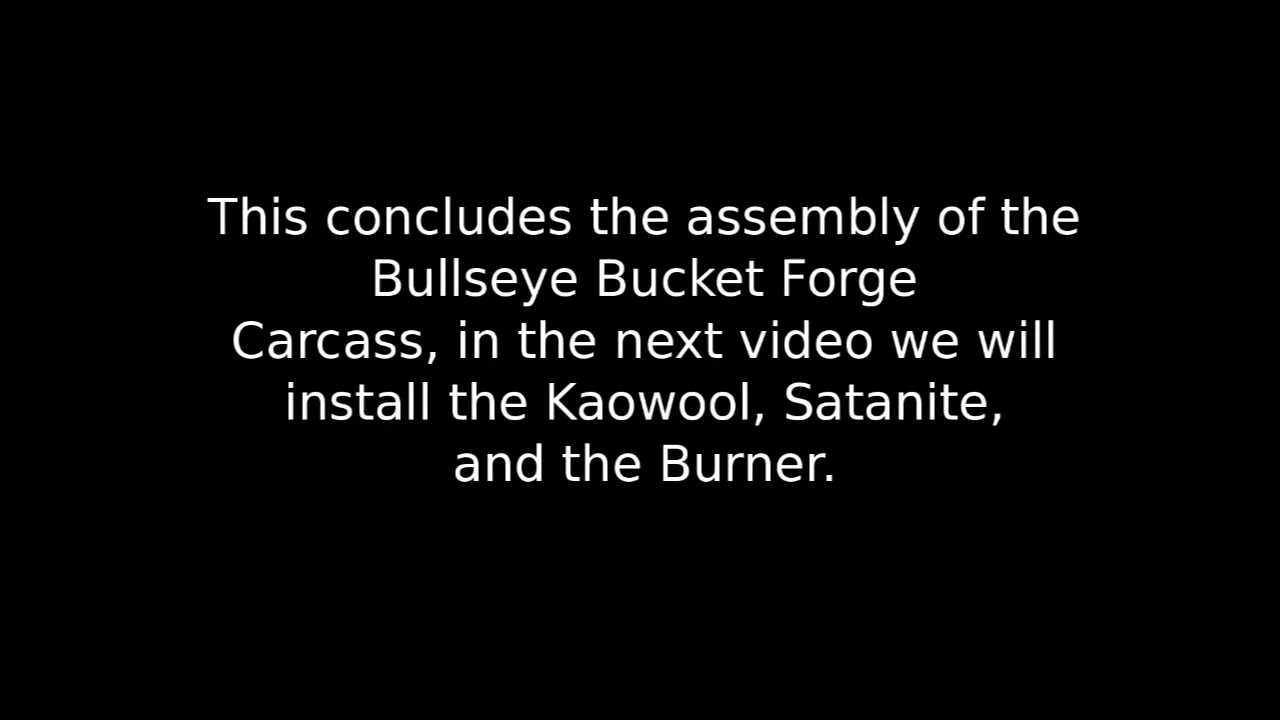 This concludes the assembly of the
Bullseye Bucket Forge
Carcass, in the next video we will
install the Kaowool, Satanite,
and the Burner.